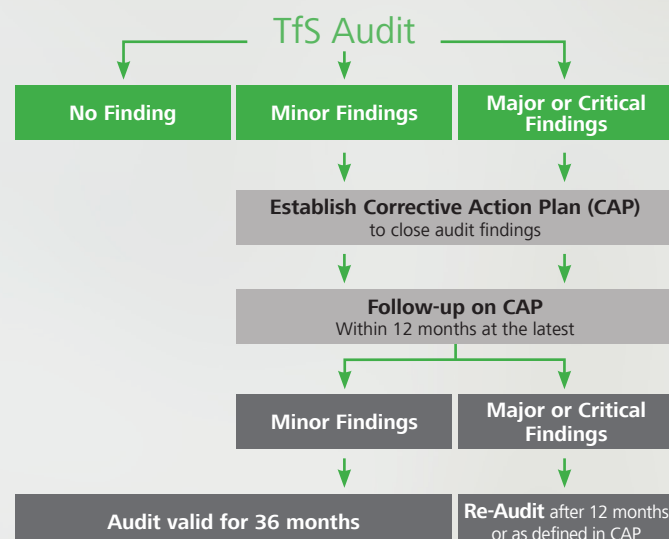 TfS Audit
No Finding
Minor Findings
Major or Critical
Findings
Establish Corrective Action Plan (CAP)
to close audit findings
Follow-up on CAP
Within 12 months at the latest
Minor Findings
Major or Critical
Findings
Audit valid for 36 months
Re-Audit after 12 months
or as defined in CAP